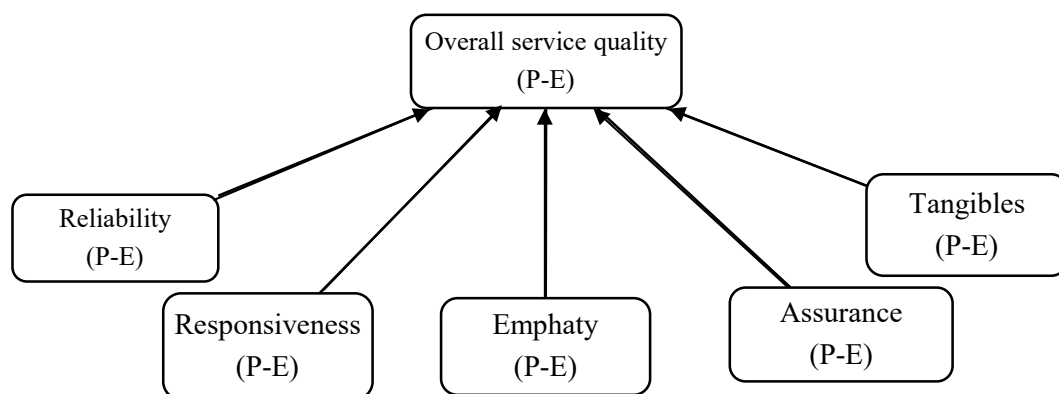 Overall service quality
(P-E)
Reliability
(P-E)
Responsiveness
(P-E)
Emphaty
(P-E)
Assurance
(P-E)
Tangibles
(P-E)